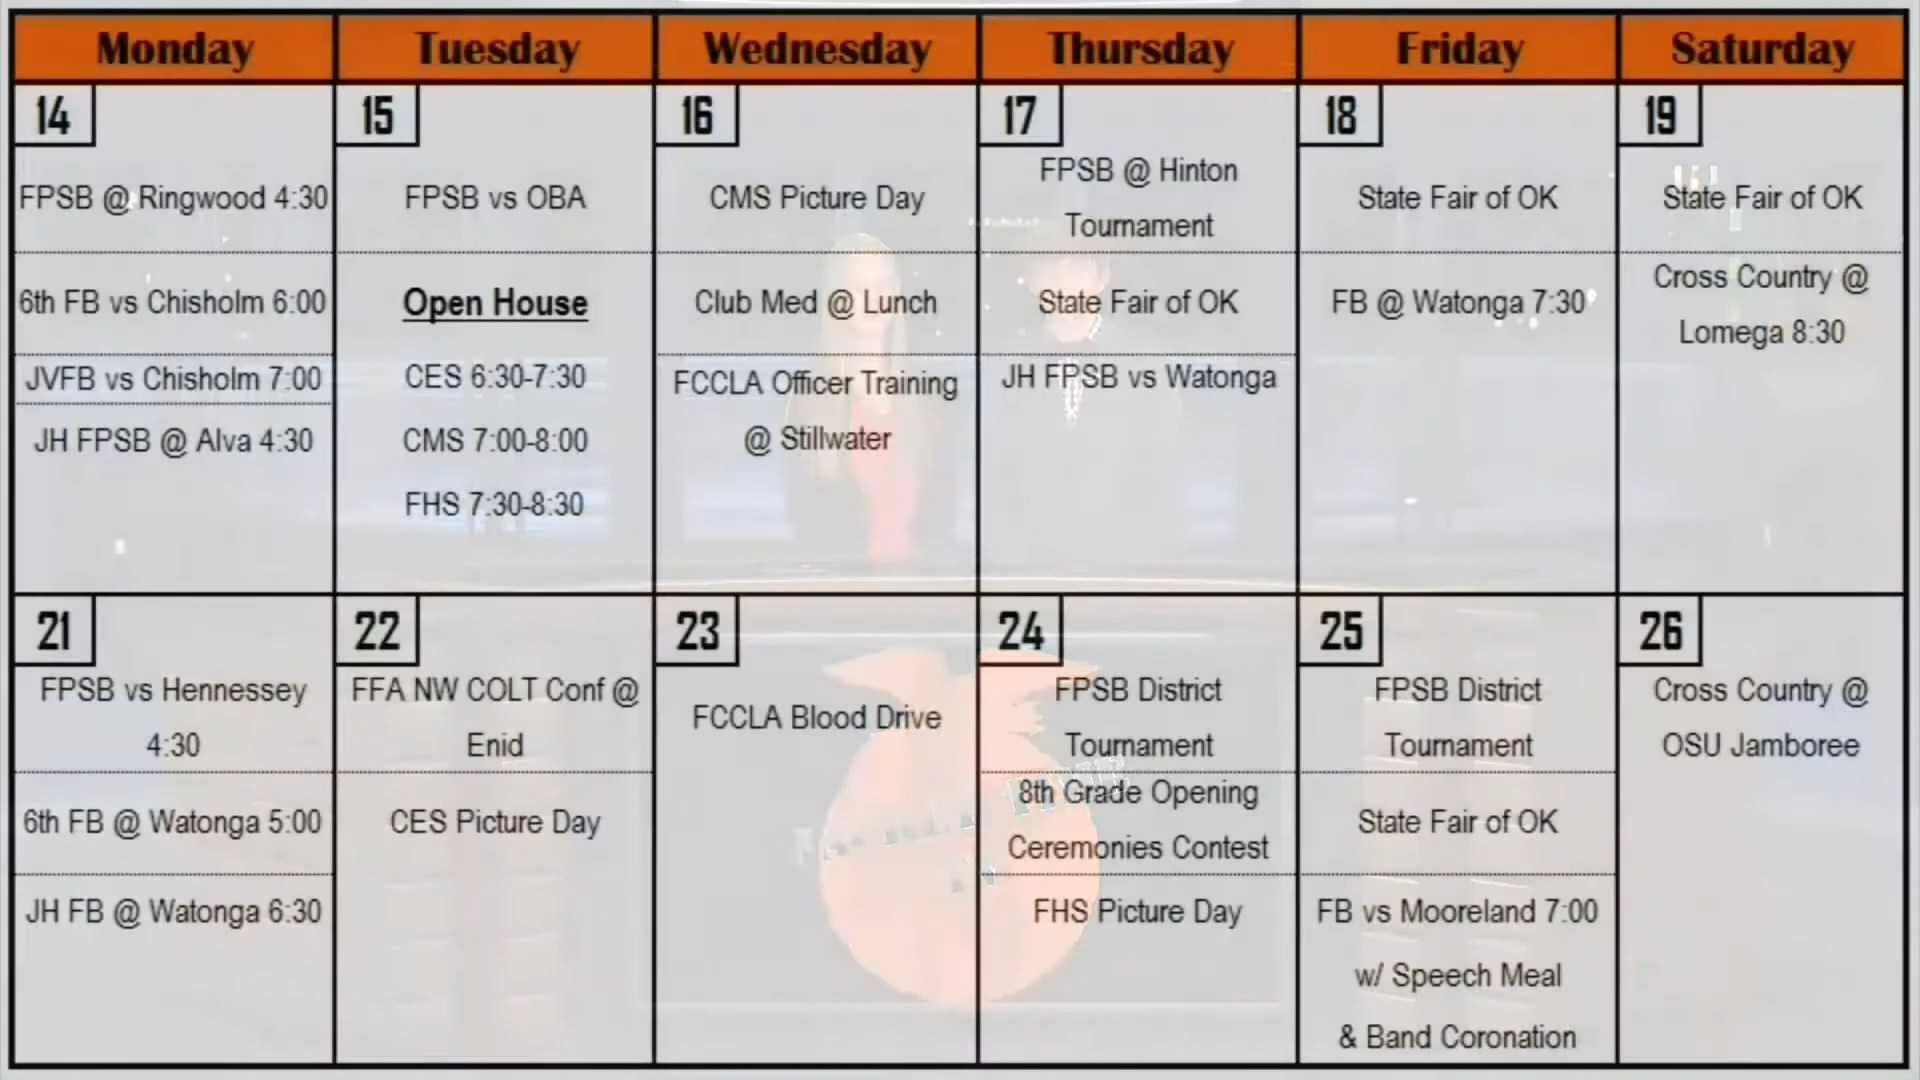 Monday Tuesday Wednesday Thursday Friday Saturday
14
FPSB @ Ringwood 4:30
6th FB vs Chisholm 6:00
JVFB vs Chisholm 7:00
JH FPSB @ Alva 4:30
15
FPSB vs OBA
Open House
CES 6:30-7:30
CMS 7:00-8:00
FHS 7:30-8:30
16
CMS Picture Day
Club Med @ Lunch
FCCLA Officer Training
@ Stillwater
17
FPSB @ Hinton
Tournament
State Fair of OK
JH FPSB vs Watonga
18
State Fair of OK
FB @ Watonga 7:30
19
State Fair of OK
Cross Country @
Lomega 8:30
21
FPSB vs Hennessey
4:30
6th FB @ Watonga 5:00
JH FB @ Watonga 6:30
22
FFA NW COLT Conf @
Enid
CES Picture Day
23
FCCLA Blood Drive
24
FPSB District
Tournament
8th Grade Opening
Ceremonies Contest
FHS Picture Day
25
FPSB District
Tournament
State Fair of OK
FB vs Mooreland 7:00
w/ Speech Meal
& Band Coronation
26
Cross Country @
OSU Jamboree